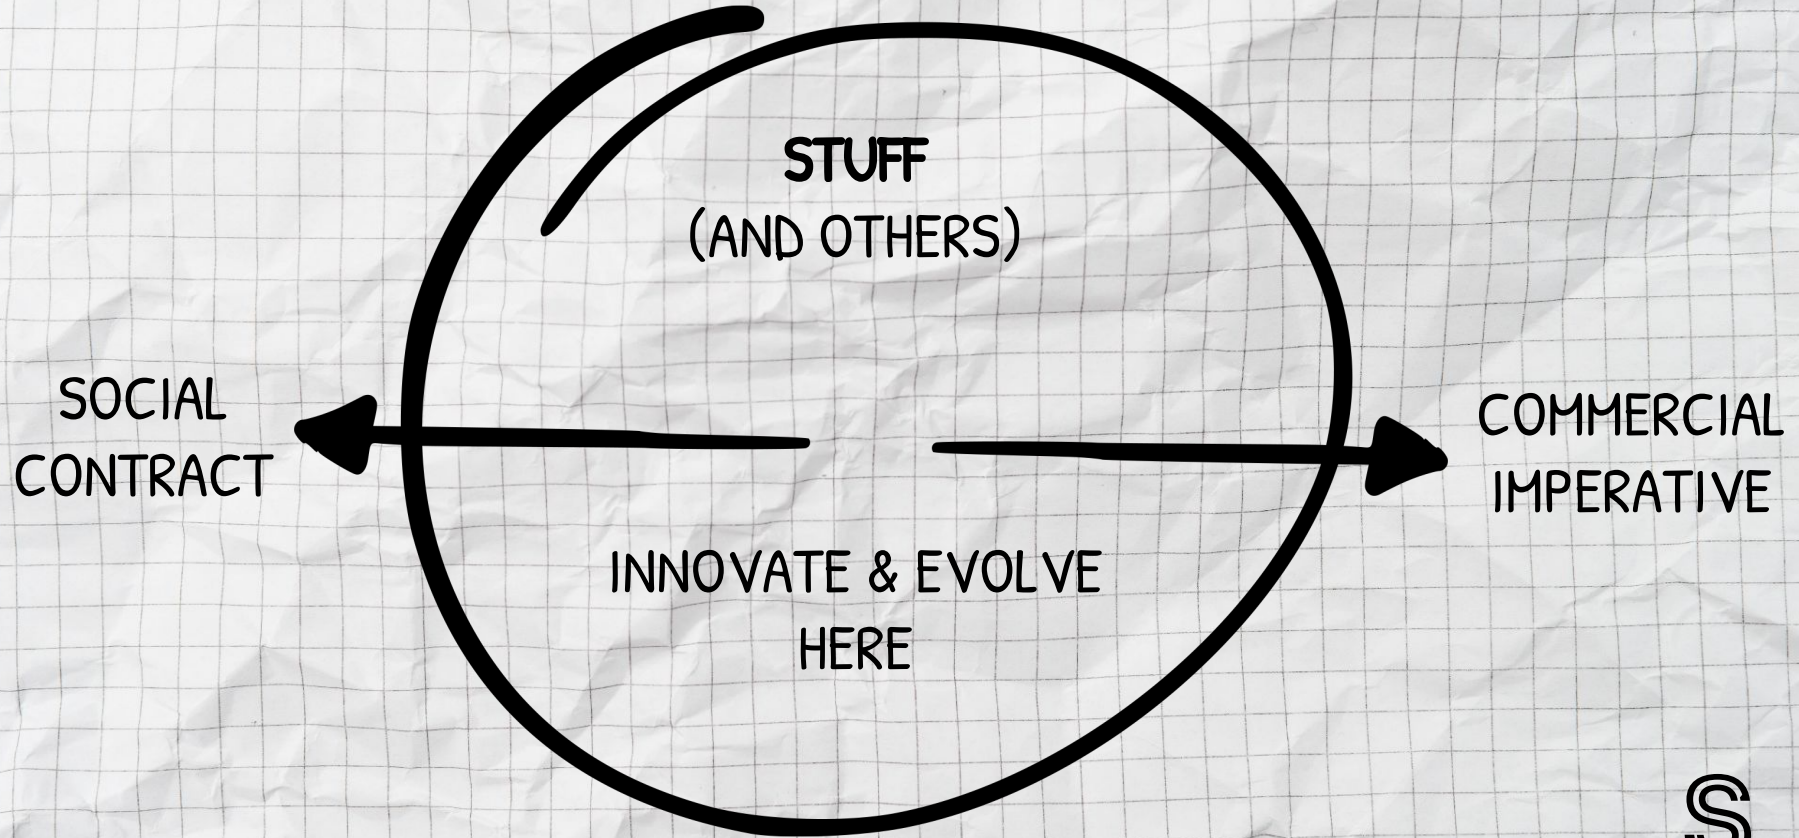 STUFF
(AND OTHERS)
SOCIAL
CONTRACT
COMMERCIAL
IMPERATIVE
INNOVATE & EVOLVE
HERE
S